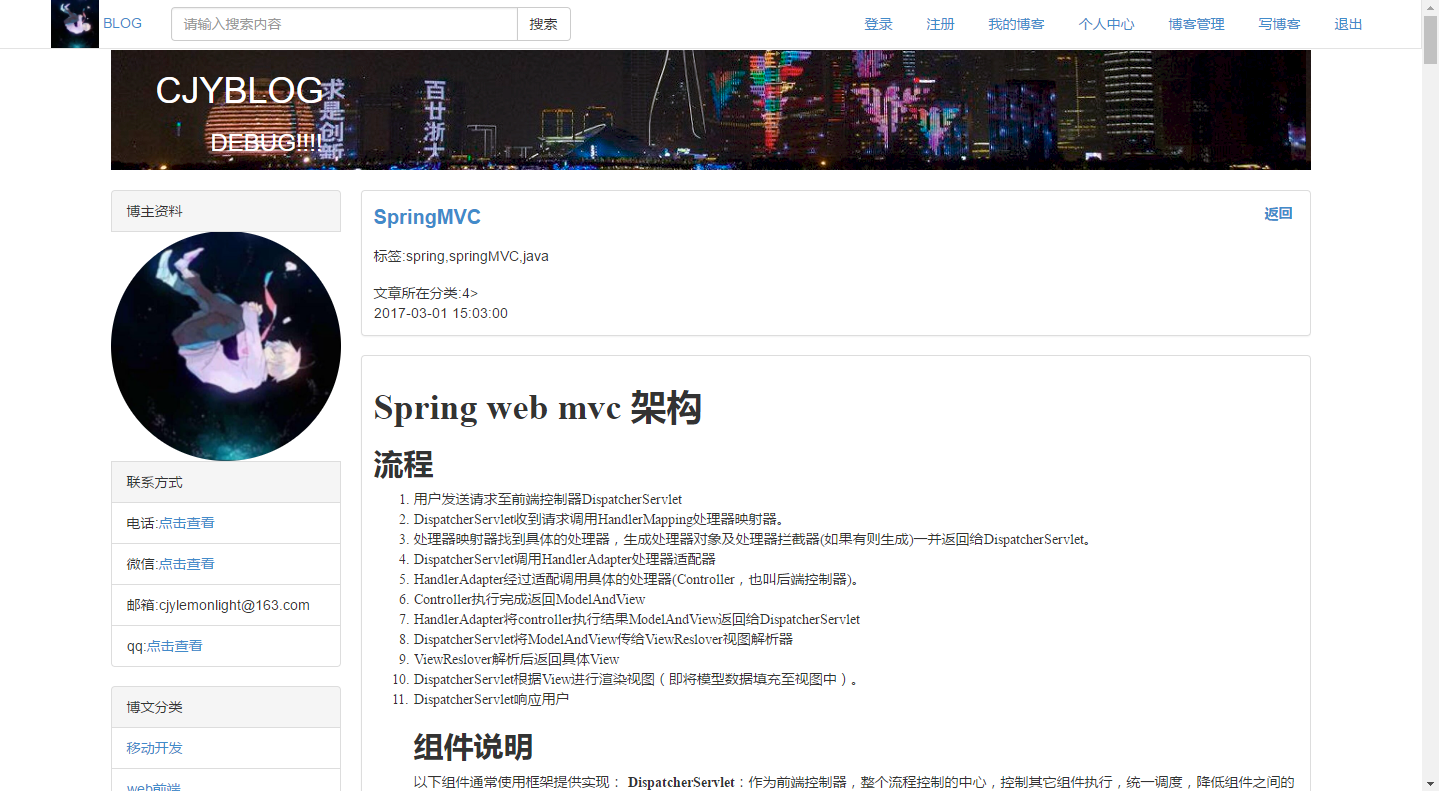 BLOG
请输入搜索内容
搜索
登录
注册
我的博客
个人中心
博客管理
写博客
退出
CJYBLOG
DEBUG!!!!
求是创新
百廿浙大
博主资料
联系方式
电话:点击查看
微信:点击查看
邮箱:cjylemonlight@163.com
qq:点击查看
博文分类
移动开发
web前端
SpringMVC
返回
标签:spring,springMVC,java
文章所在分类:4>
2017-03-01 15:03:00
Spring web mvc 架构
流程
1. 用户发送请求至前端控制器DispatcherServlet
2. DispatcherServlet收到请求调用HandlerMapping处理器映射器。
3. 处理器映射器找到具体的处理器，生成处理器对象及处理器拦截器(如果有则生成)一并返回给DispatcherServlet。
4. DispatcherServlet调用HandlerAdapter处理器适配器
5. HandlerAdapter经过适配调用具体的处理器(Controller，也叫后端控制器)。
6. Controller执行完成返回ModelAndView
7. HandlerAdapter将controller执行结果ModelAndView返回给DispatcherServlet
8. DispatcherServlet将ModelAndView传给ViewReslover视图解析器
9. ViewReslover解析后返回具体View
10. DispatcherServlet根据View进行渲染视图（即将模型数据填充至视图中）。
11. DispatcherServlet响应用户
组件说明
以下组件通常使用框架提供实现： DispatcherServlet：作为前端控制器，整个流程控制的中心，控制其它组件执行，统一调度，降低组件之间的